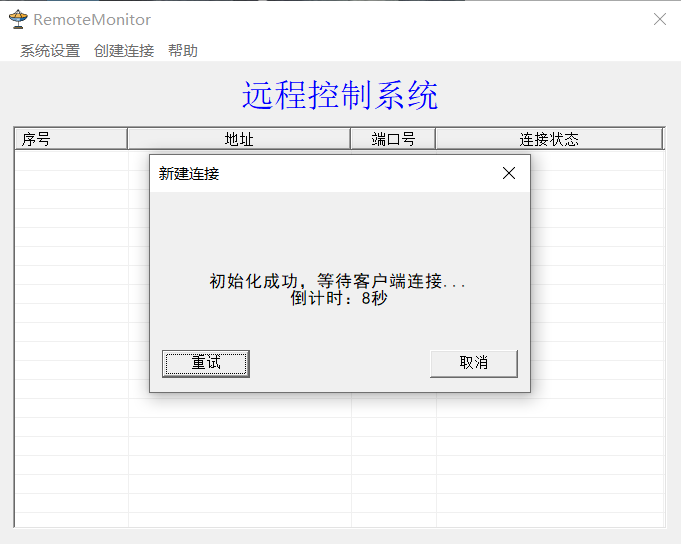 RemoteMonitor
系统设置 创建连接 帮助
远程控制系统
序号 地址 端口号 连接状态
新建连接
初始化成功，等待客户端连接...
倒计时：8秒
重试 取消